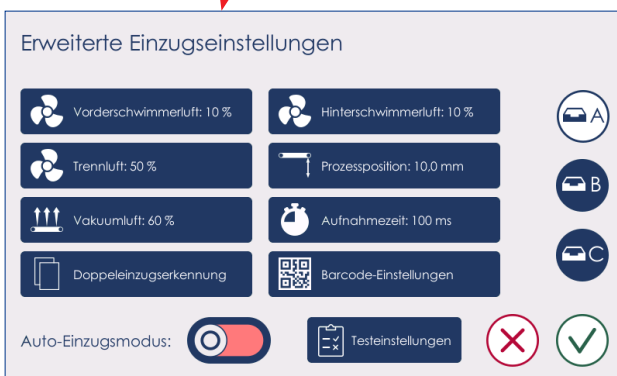 Erweiterte Einzugseinstellungen
Vorderschwimmerluft: 10 %
Hinterschwimmerluft: 10 %
A
Trennluft: 50 %
Prozessposition: 10,0 mm
B
Vakuumluft: 60 %
Aufnahmezeit: 100 ms
C
Doppeleinzugserkennung
Barcode-Einstellungen
Auto-Einzugsmodus:
Testeinstellungen